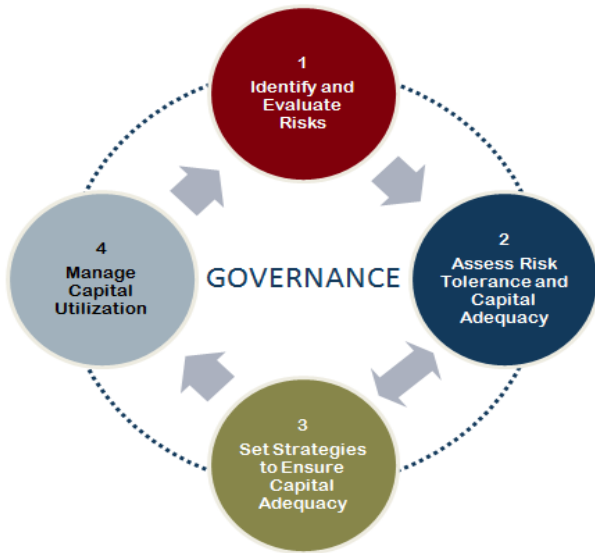 1
Identify and
Evaluate
Risks
2
Assess Risk
Tolerance and
Capital
Adequacy
GOVERNANCE
3
Set Strategies
to Ensure
Capital
Adequacy
4
Manage
Capital
Utilization